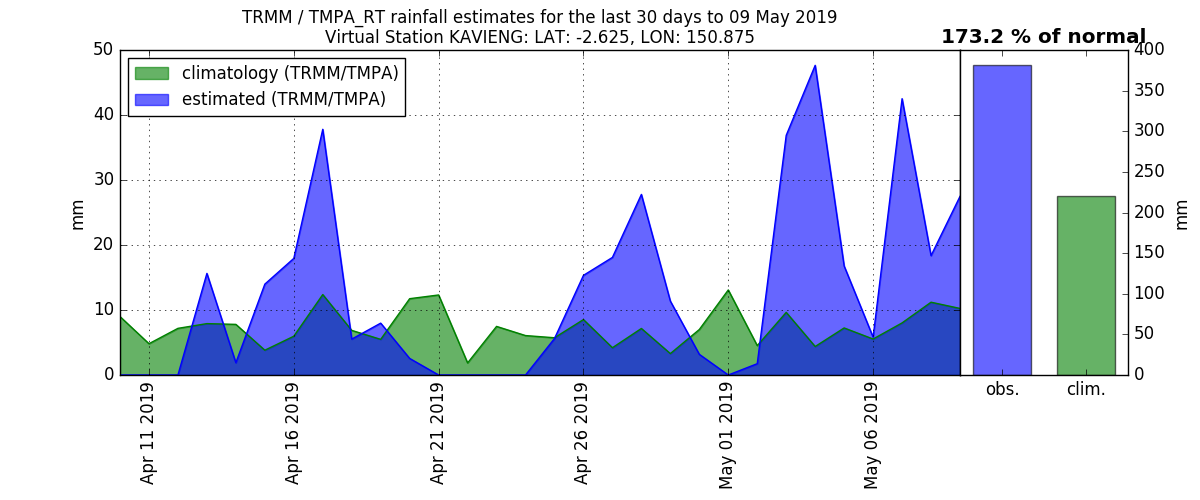 TRMM / TMPA_RT rainfall estimates for the last 30 days to 09 May 2019
Virtual Station KAVIENG: LAT: -2.625, LON: 150.875
173.2 % of normal
climatology (TRMM/TMPA)
estimated (TRMM/TMPA)
50
40
30
20
10
0
mm
Apr 11 2019
Apr 16 2019
Apr 21 2019
Apr 26 2019
May 01 2019
May 06 2019
obs.
clim.
400
350
300
250
200
150
100
50
0
mm